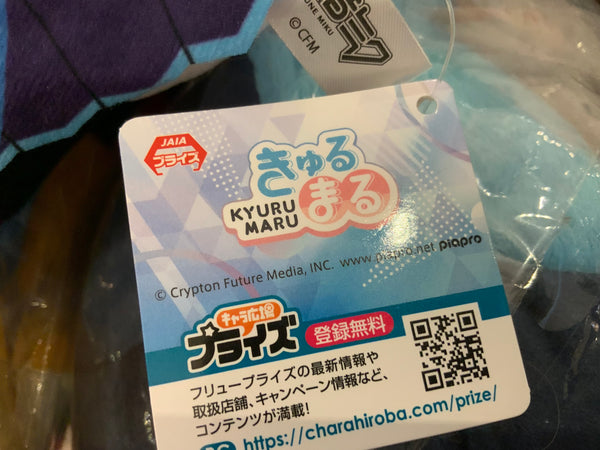 UNE MIKU
© CFM
JAIA
プライズ
きゅる
KYURU
MARU
まる
© Crypton Future Media, INC. www.piapro.net piapro
キャラ広場
プライズ
登録無料
フリュープライズの最新情報や
取扱店舗、キャンペーン情報など、
コンテンツが満載!
https://charahiroba.com/prize/